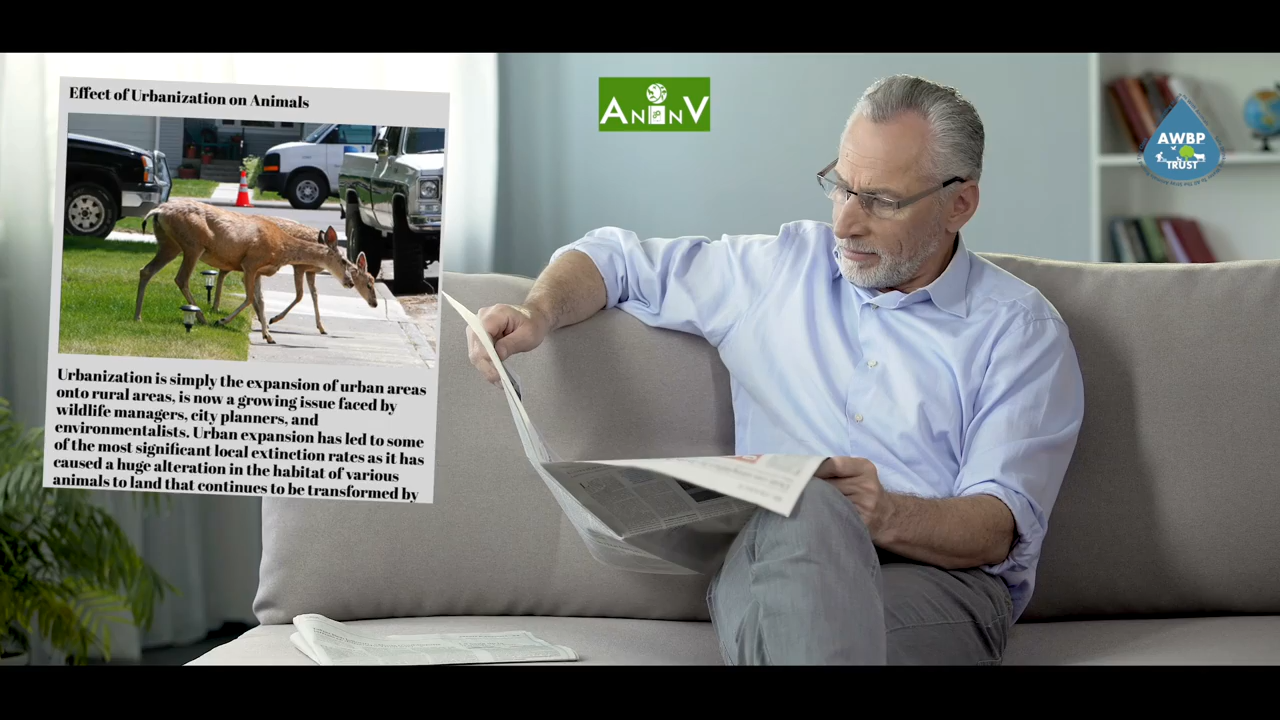 Effect of Urbanization on Animals
Urbanization is simply the expansion of urban areas
onto rural areas, is now a growing issue faced by
wildlife managers, city planners, and
environmentalists. Urban expansion has led to some
of the most significant local extinction rates as it has
caused a huge alteration in the habitat of various
animals to land that continues to be transformed by
ANINV
AWBP
TRUST